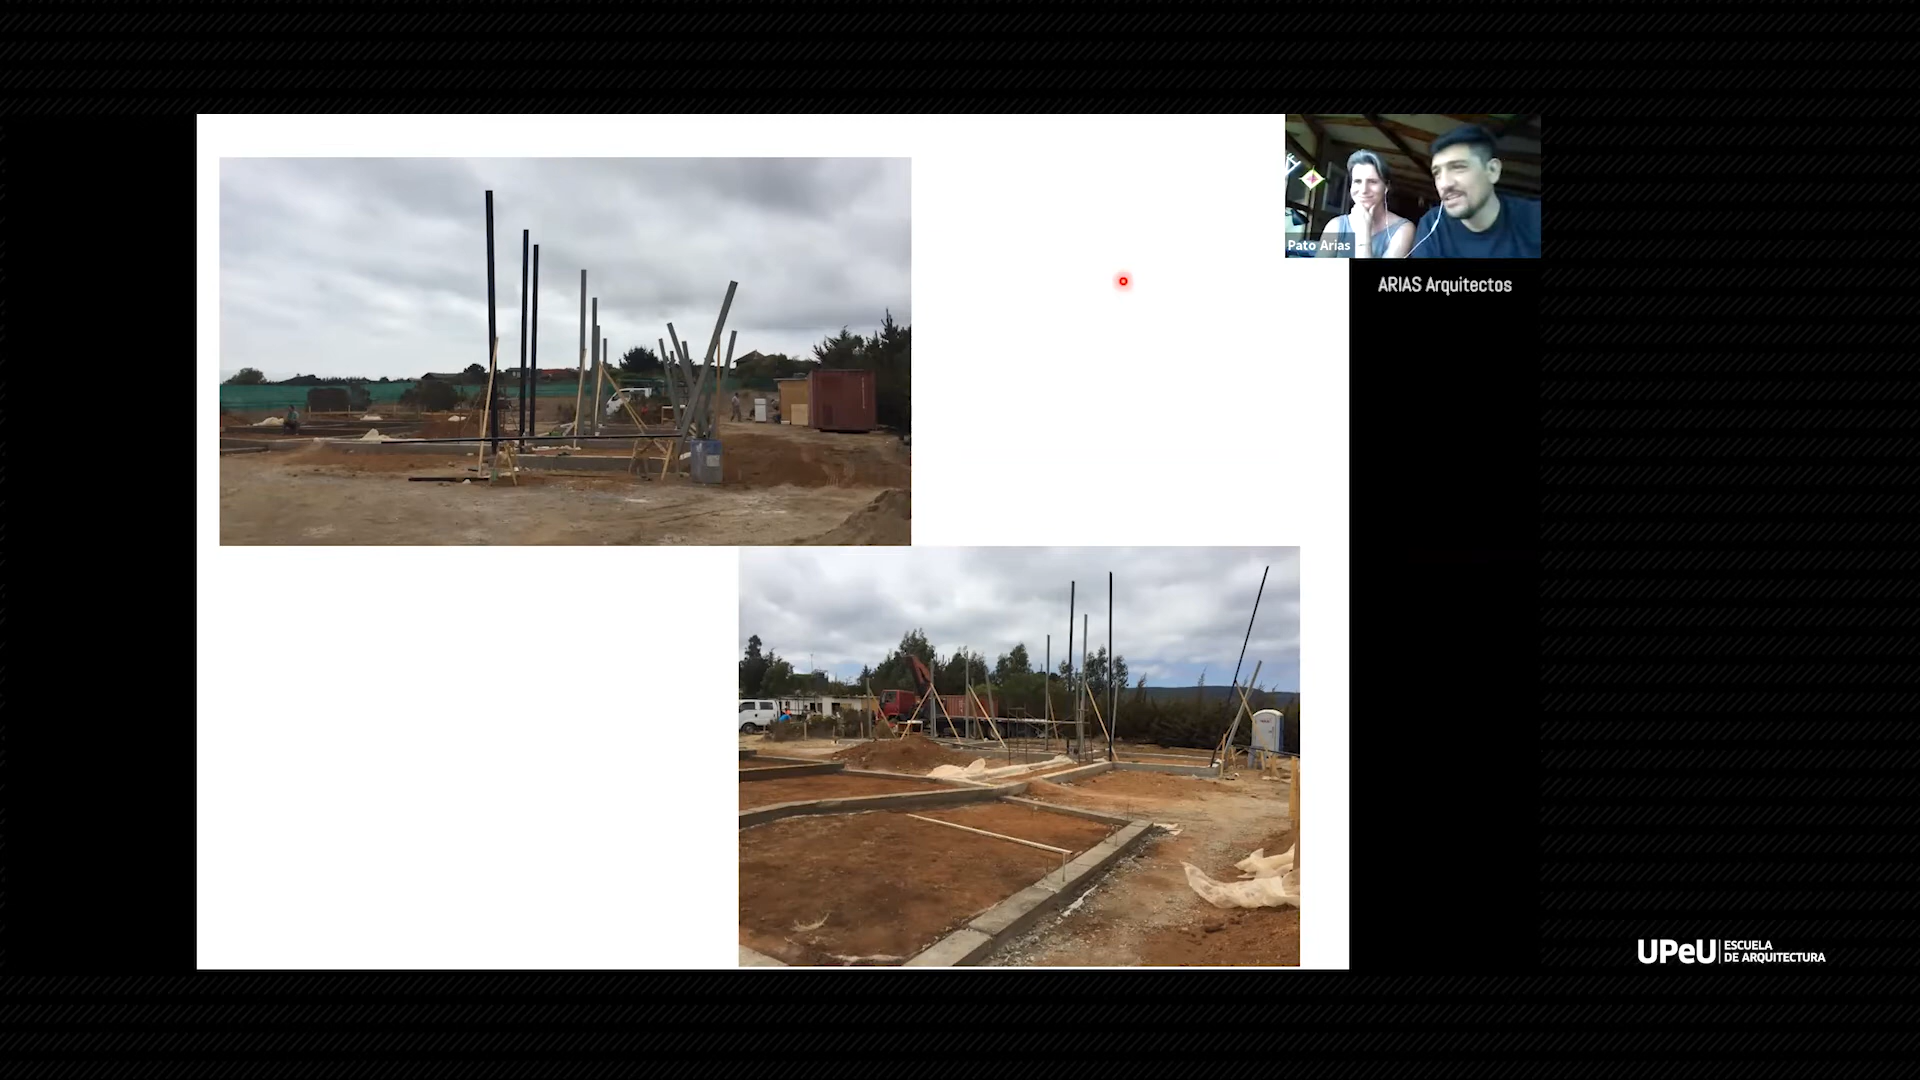 Pato Arias
ARIAS Arquitectos
UPeU
ESCUELA
DE ARQUITECTURA